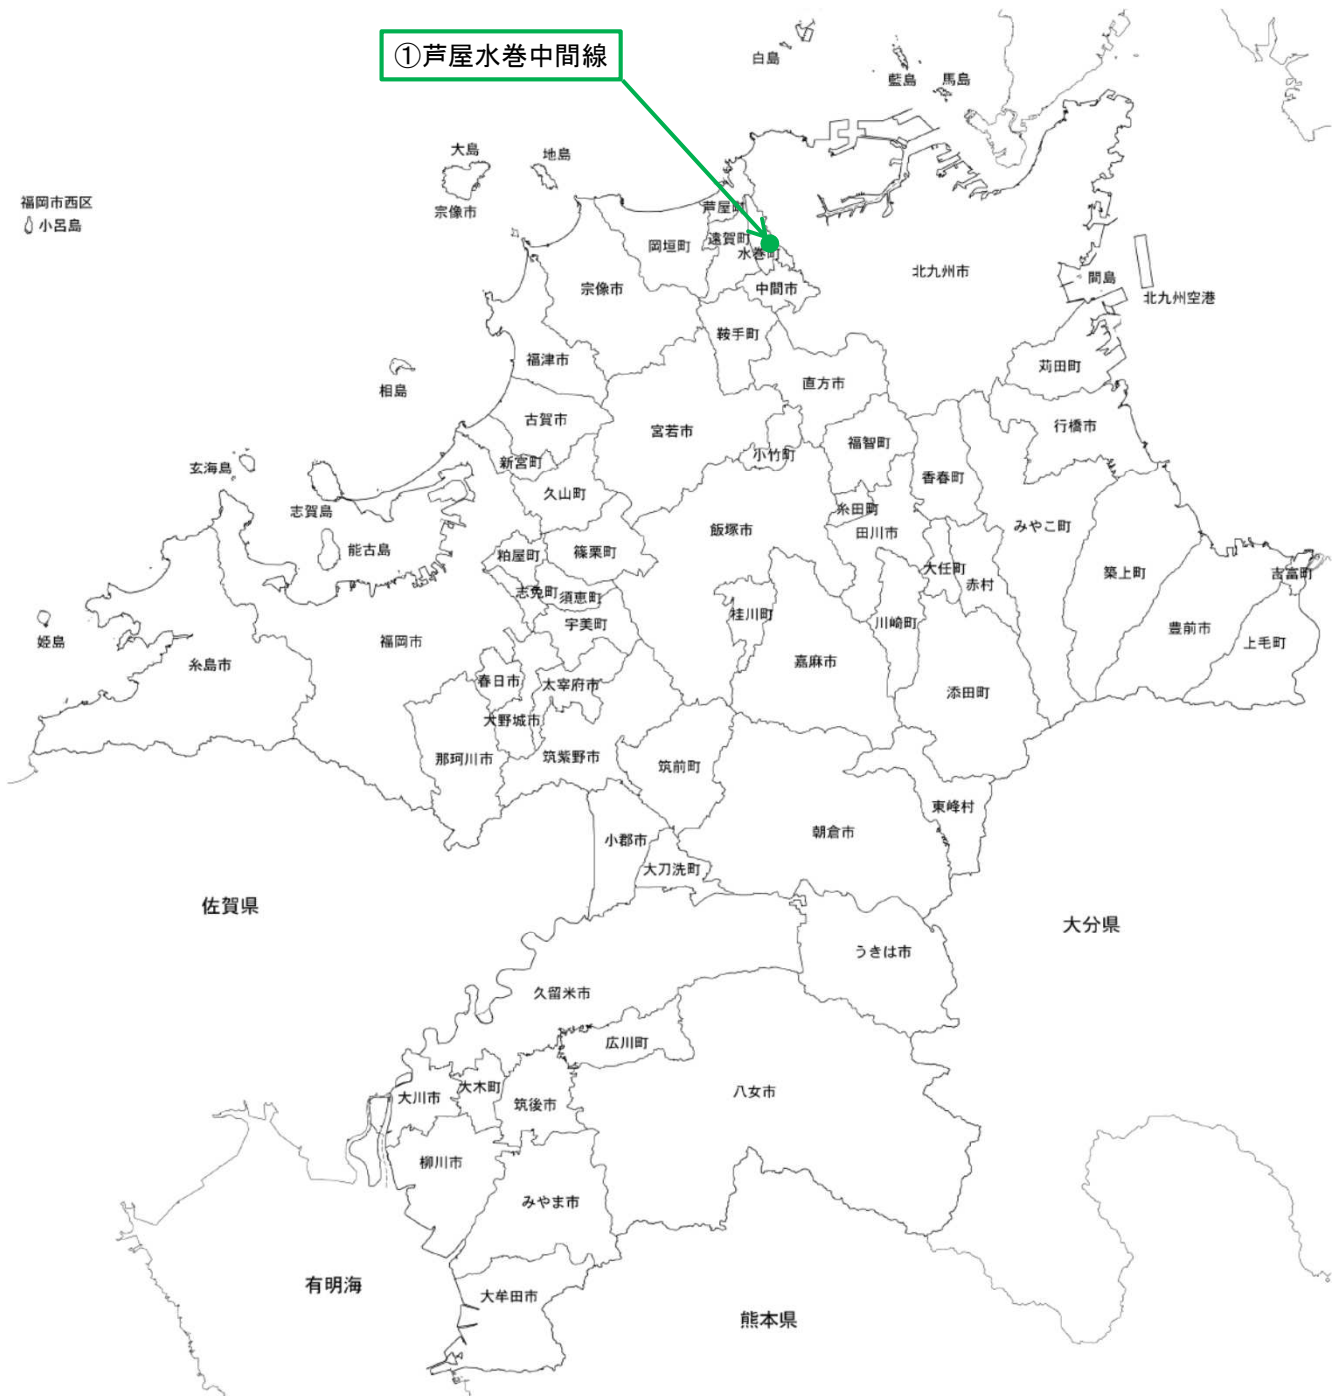 ①芦屋水巻中間線
白島
藍島
馬島
大島
地島
福岡市西区
小呂島
宗像市
芦屋町
遠賀町
水巻町
岡垣町
北九州市
間島
宗像市
中間市
北九州空港
鞍手町
福津市
苅田町
相島
直方市
古賀市
宮若市
行橋市
福智町
小竹町
新宮町
玄海島
香春町
久山町
志賀島
糸田町
みやこ町
飯塚市
田川市
能古島
粕屋町
篠栗町
大任町
築上町
吉富町
赤村
志免町
須恵町
桂川町
川崎町
宇美町
豊前市
姫島
福岡市
上毛町
糸島市
嘉麻市
春日市
太宰府市
添田町
大野城市
那珂川市
筑紫野市
筑前町
東峰村
小郡市
朝倉市
大刀洗町
佐賀県
大分県
うきは市
久留米市
広川町
大川市
大木町
筑後市
八女市
柳川市
みやま市
有明海
大牟田市
熊本県